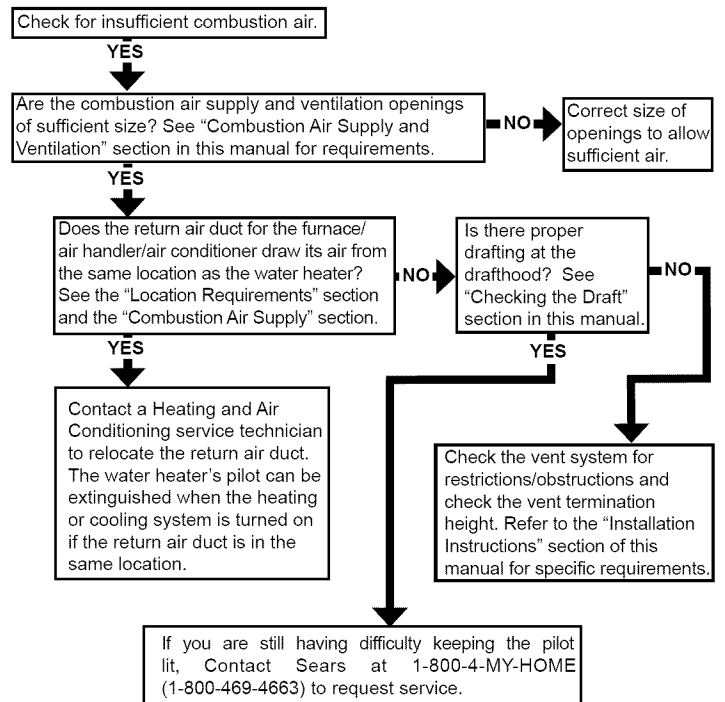 Check for insufficient combustion air.
YES
Are the combustion air supply and ventilation openings
of sufficient size? See “Combustion Air Supply and
Ventilation” section in this manual for requirements.
NO
Correct size of
openings to allow
sufficient air.
YES
Does the return air duct for the furnace/
air handler/air conditioner draw its air from
the same location as the water heater?
See the “Location Requirements” section
and the “Combustion Air Supply” section.
NO
Is there proper
drafting at the
drafthood? See
“Checking the Draft”
section in this manual.
NO
YES
YES
Contact a Heating and Air
Conditioning service technician
to relocate the return air duct.
The water heater’s pilot can be
extinguished when the heating
or cooling system is turned on
if the return air duct is in the
same location.
Check the vent system for
restrictions/obstructions and
check the vent termination
height. Refer to the “Installation
Instructions” section of this
manual for specific requirements.
If you are still having difficulty keeping the pilot
lit, Contact Sears at 1-800-4-MY-HOME
(1-800-469-4663) to request service.